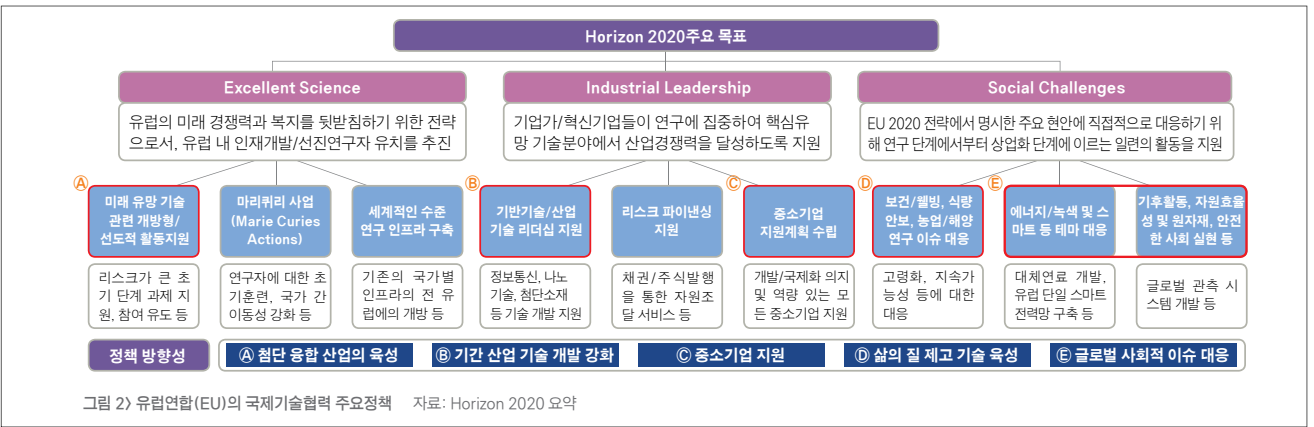 Horizon 2020주요 목표
Excellent Science
유럽의 미래 경쟁력과 복지를 뒷받침하기 위한 전략
으로서, 유럽 내 인재개발/선진연구자 유치를 추진
Industrial Leadership
기업가/혁신기업들이 연구에 집중하여 핵심유
망 기술분야에서 산업경쟁력을 달성하도록 지원
Social Challenges
EU 2020 전략에서 명시한 주요 현안에 직접적으로 대응하기 위
해 연구 단계에서부터 상업화 단계에 이르는 일련의 활동을 지원
Ⓐ
미래 유망 기술
관련 개방형/
선도적 활동지원
리스크가 큰 초
기 단계 과제 지
원, 참여 유도 등
마리퀴리 사업
(Marie Curies
Actions)
연구자에 대한 초
기훈련, 국가 간
이동성 강화 등
세계적인 수준
연구 인프라 구축
기존의 국가별
인프라의 전 유
럽에의 개방 등
Ⓑ
기반기술/산업
기술 리더십 지원
정보통신, 나노
기술, 첨단소재
등 기술 개발 지원
리스크 파이낸싱
지원
채권/주식발행
을 통한 자원조
달 서비스 등
Ⓒ
중소기업
지원계획 수립
개발/국제화 의지
및 역량 있는 모
든 중소기업 지원
Ⓓ
보건/웰빙, 식량
안보, 농업/해양
연구 이슈 대응
고령화, 지속가
능성 등에 대한
대응
Ⓔ
에너지/녹색 및 스
마트 등 테마 대응
대체연료 개발,
유럽 단일 스마트
전력망 구축 등
기후활동, 자원효율
성 및 원자재, 안전
한 사회 실현 등
글로벌 관측 시
스템 개발 등
정책 방향성
Ⓐ 첨단 융합 산업의 육성
Ⓑ 기간 산업 기술 개발 강화
Ⓒ 중소기업 지원
Ⓓ 삶의 질 제고 기술 육성
Ⓔ 글로벌 사회적 이슈 대응
그림 2> 유럽연합(EU)의 국제기술협력 주요정책 자료: Horizon 2020 요약